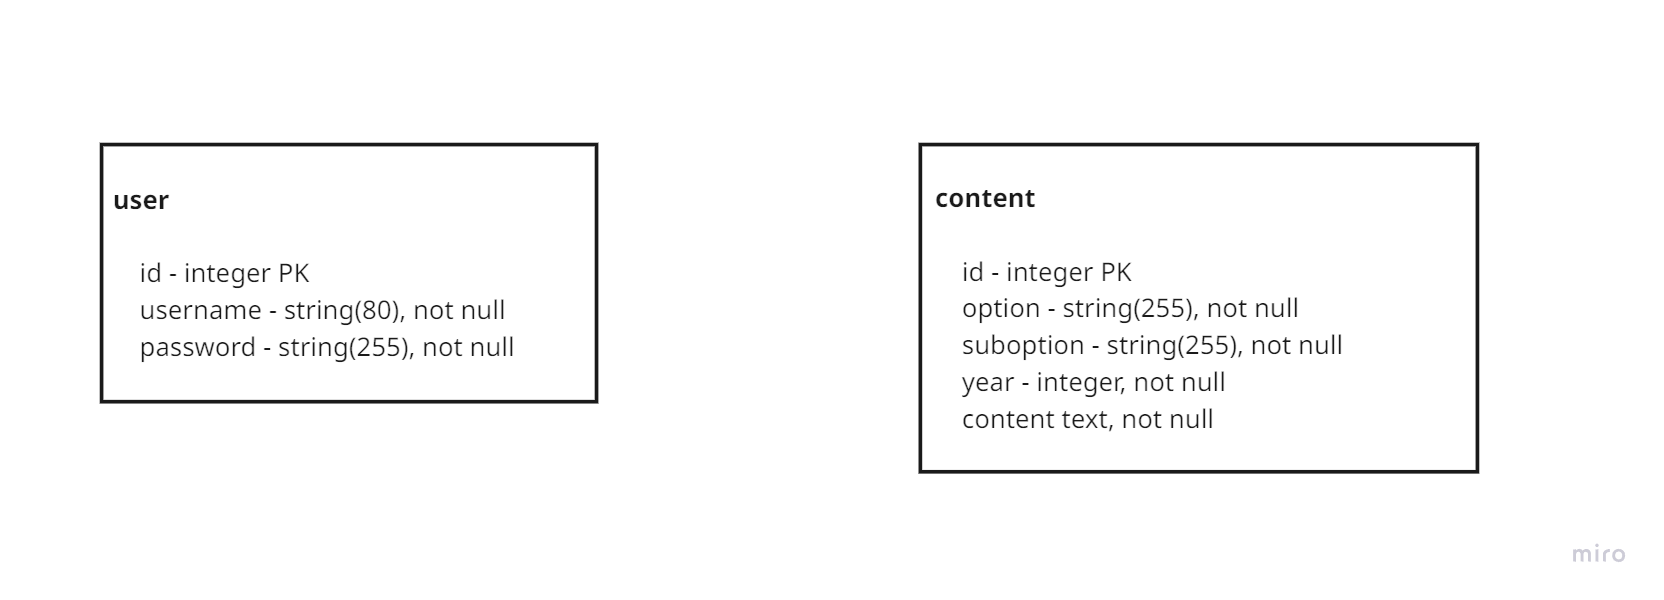 user
id - integer PK
username - string(80), not null
password - string(255), not null
content
id - integer PK
option - string(255), not null
suboption - string(255), not null
year - integer, not null
content text, not null
miro